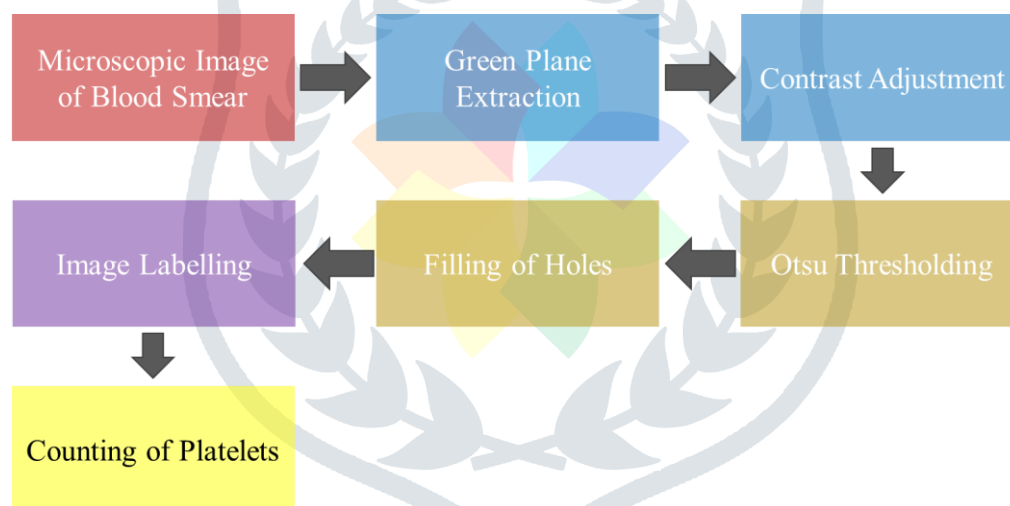 Microscopic Image
of Blood Smear
Green Plane
Extraction
Contrast Adjustment
Otsu Thresholding
Filling of Holes
Image Labelling
Counting of Platelets